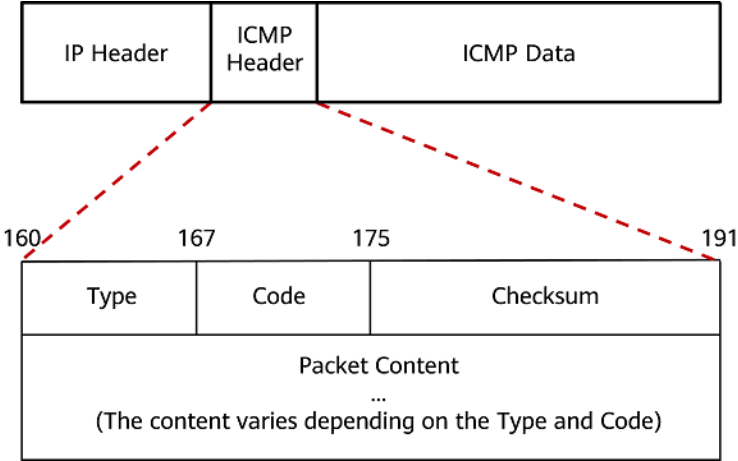 IP Header
ICMP
Header
ICMP Data
160
167
175
191
Type
Code
Checksum
Packet Content
...
(The content varies depending on the Type and Code)